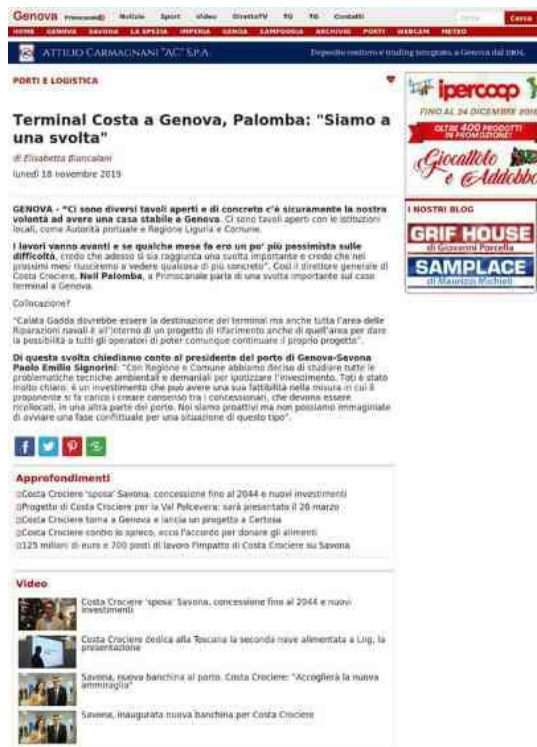 Genova Primocanale Notizie Sport Video DirettaTV TG TG Contatti Cerca
HOME GENOVA SAVONA LA SPEZIA IMPERIA GENOA SAMPDORIA ARCHIVIO PORTI WEBCAM METEO
ATTILIO CARMAGNANI "AC" S.P.A. Deposito costiero e trading integrato, a Genova dal 1904.
PORTI E LOGISTICA
Terminal Costa a Genova, Palomba: "Siamo a
una svolta"
di Elisabetta Biancalani
lunedì 18 novembre 2019
GENOVA - "Ci sono diversi tavoli aperti e di concreto c'è sicuramente la nostra
volontà ad avere una casa stabile a Genova. Ci sono tavoli aperti con le istituzioni
locali, come Autorità portuale e Regione Liguria e Comune.
I lavori vanno avanti e se qualche mese fa ero un po' più pessimista sulle
difficoltà, credo che adesso si sia raggiunta una svolta importante e credo che nei
prossimi mesi riusciremo a vedere qualcosa di più concreto". Così il direttore generale di
Costa Crociere, Neil Palomba, a Primocanale parla di una svolta importante sul caso
terminal a Genova.
Collocazione?
"Calata Gadda dovrebbe essere la destinazione del terminal ma anche tutta l'area delle
Riparazioni navali è all'interno di un progetto di rifacimento anche di quell'area per dare
la possibilità a tutti gli operatori di poter comunque continuare il proprio progetto".
Di questa svolta chiediamo conto al presidente del porto di Genova-Savona
Paolo Emilio Signorini: "Con Regione e Comune abbiamo deciso di studiare tutte le
problematiche tecniche ambientali e demaniali per ipotizzare l'investimento. Toti è stato
molto chiaro: è un investimento che può avere una sua fattibilità nella misura in cui il
proponente si fa carico i creare consenso tra i concessionari, che devono essere
ricollocati, in una altra parte del porto. Noi siamo proattivi ma non possiamo immaginiate
di avviare una fase conflittuale per una situazione di questo tipo".
Approfondimenti
Costa Crociere 'sposa' Savona, concessione fino al 2044 e nuovi investimenti
Progetto di Costa Crociere per la Val Polcevera: sarà presentato il 26 marzo
Costa Crociere torna a Genova e lancia un progetto a Certosa
Costa Crociere contro lo spreco, ecco l'accordo per donare gli alimenti
125 milioni di euro e 700 posti di lavoro l'impatto di Costa Crociere su Savona
Video
Costa Crociere 'sposa' Savona, concessione fino al 2044 e nuovi
investimenti
Costa Crociere dedica alla Toscana la seconda nave alimentata a Lng, la
presentazione
Savona, nuova banchina al porto. Costa Crociere: "Accoglierà la nuova
ammiraglia"
Savona, inaugurata nuova banchina per Costa Crociere
ipercoop
FINO AL 24 DICEMBRE 2019
OLTRE 400 PRODOTTI
IN PROMOZIONE!
Giocattolo
e Addobbo
I NOSTRI BLOG
GRIF HOUSE
di Giovanni Porcella
SAMPLACE
di Maurizio Michieli